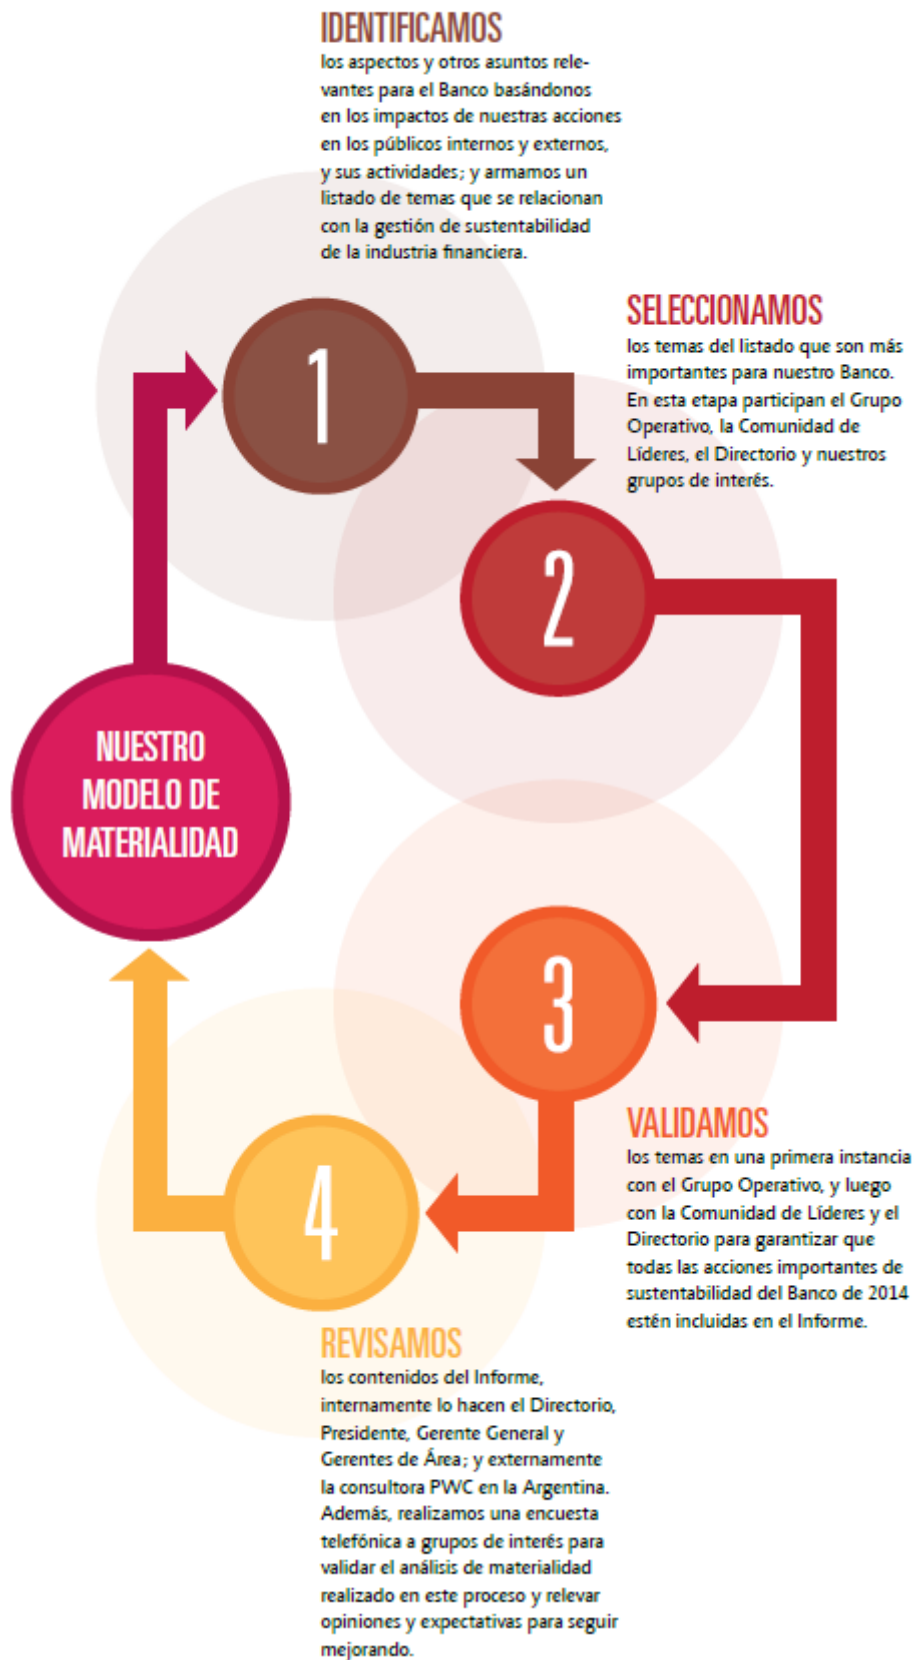 IDENTIFICAMOS
los aspectos y otros asuntos rele-
vantes para el Banco basándonos
en los impactos de nuestras acciones
en los públicos internos y externos,
y sus actividades; y armamos un
listado de temas que se relacionan
con la gestión de sustentabilidad
de la industria financiera.
1
SELECCIONAMOS
los temas del listado que son más
importantes para nuestro Banco.
En esta etapa participan el Grupo
Operativo, la Comunidad de
Líderes, el Directorio y nuestros
grupos de interés.
2
NUESTRO
MODELO DE
MATERIALIDAD
3
VALIDAMOS
los temas en una primera instancia
con el Grupo Operativo, y luego
con la Comunidad de Líderes y el
Directorio para garantizar que
todas las acciones importantes de
sustentabilidad del Banco de 2014
estén incluidas en el Informe.
4
REVISAMOS
los contenidos del Informe,
internamente lo hacen el Directorio,
Presidente, Gerente General y
Gerentes de Área; y externamente
la consultora PWC en la Argentina.
Además, realizamos una encuesta
telefónica a grupos de interés para
validar el análisis de materialidad
realizado en este proceso y relevar
opiniones y expectativas para seguir
mejorando.